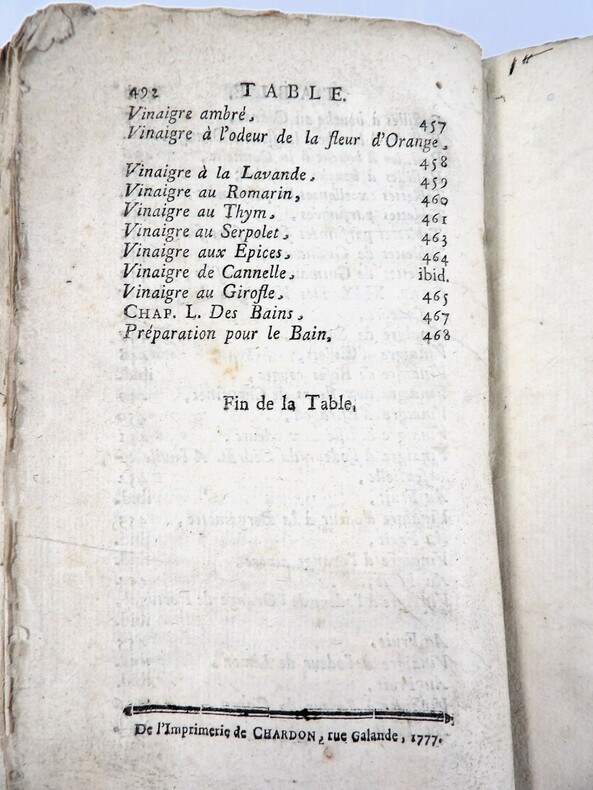 492 TABLE.
Vinaigre ambré, 457
Vinaigre à l'odeur de la fleur d'Orange, 458
Vinaigre à la Lavande, 459
Vinaigre au Romarin, 460
Vinaigre au Thym, 461
Vinaigre au Serpolet, 463
Vinaigre aux Epices, 464
Vinaigre de Cannelle, ibid.
Vinaigre au Girofle, 465
CHAP. L. Des Bains, 467
Préparation pour le Bain, 468
Fin de la Table,
De l'Imprimerie de CHARDON, rue Galande, 1777.